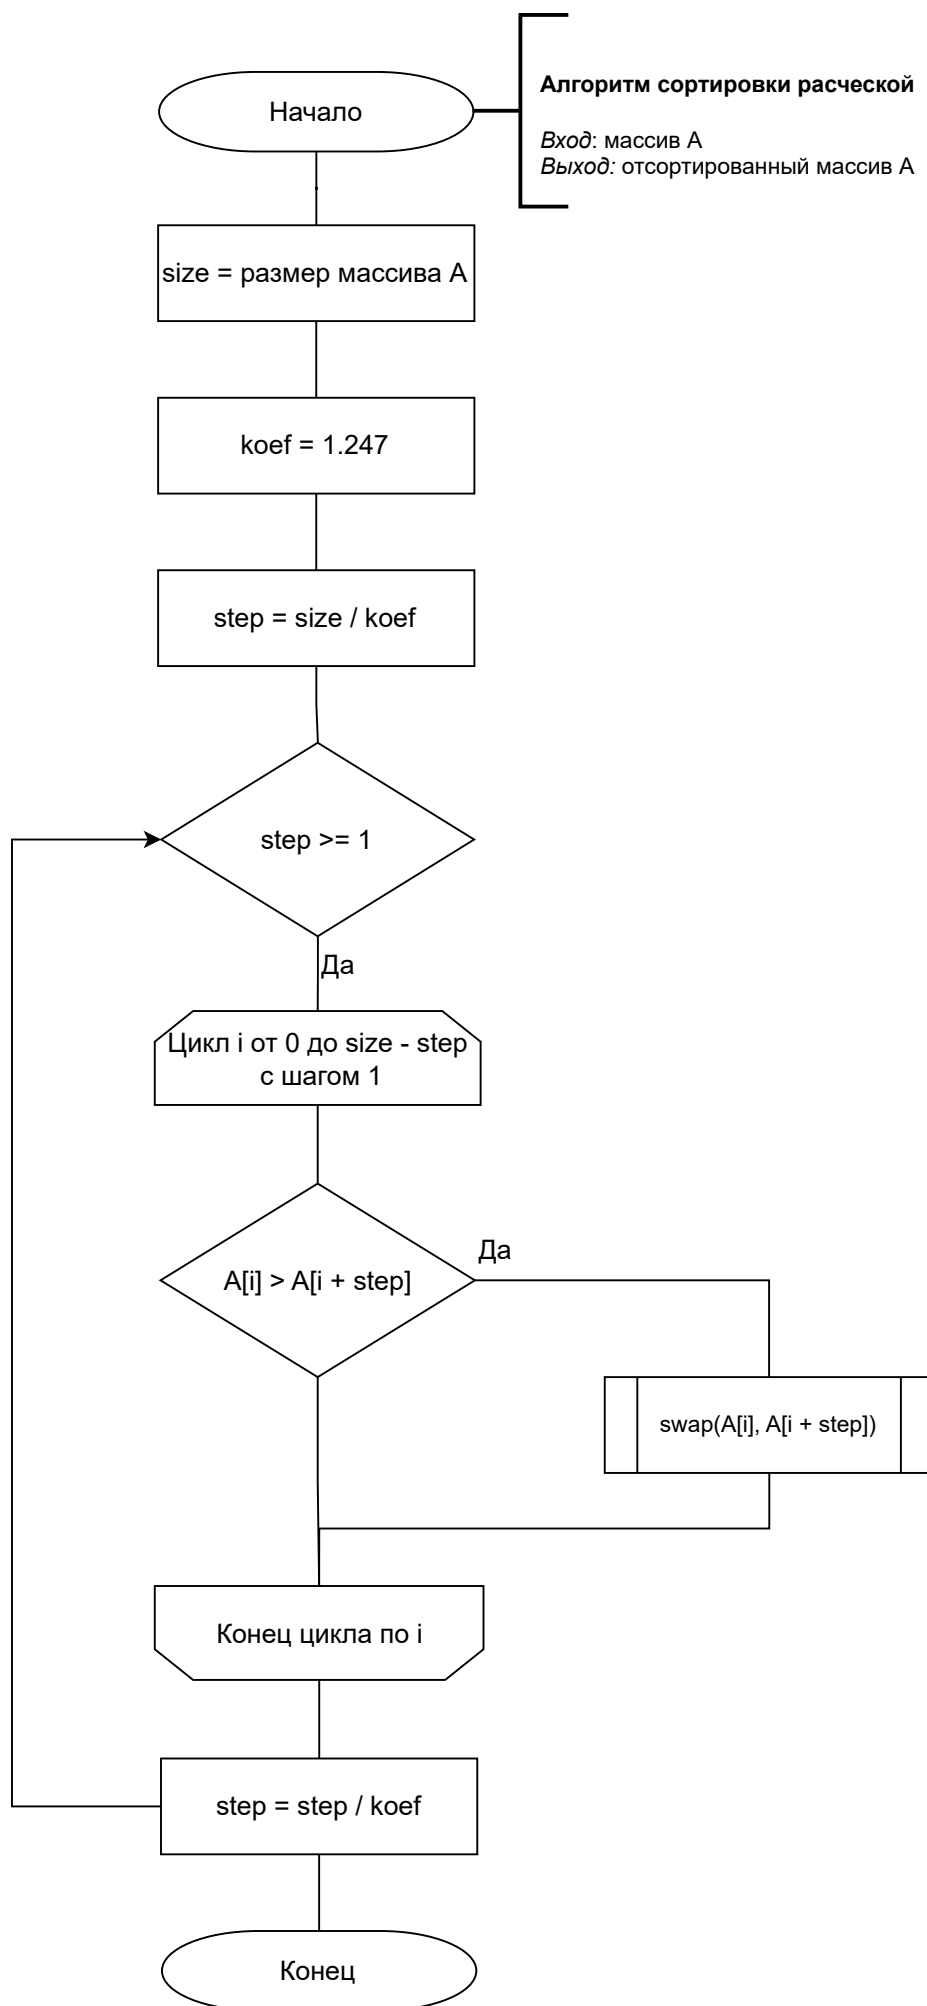 Начало
Алгоритм сортировки расческой
Вход: массив А
Выход: отсортированный массив А
size = размер массива А
koef = 1.247
step = size / koef
step >= 1
Да
Цикл i от 0 до size - step
с шагом 1
Да
A[i] > A[i + step]
swap(A[i], A[i + step])
Конец цикла по i
step = step / koef
Конец